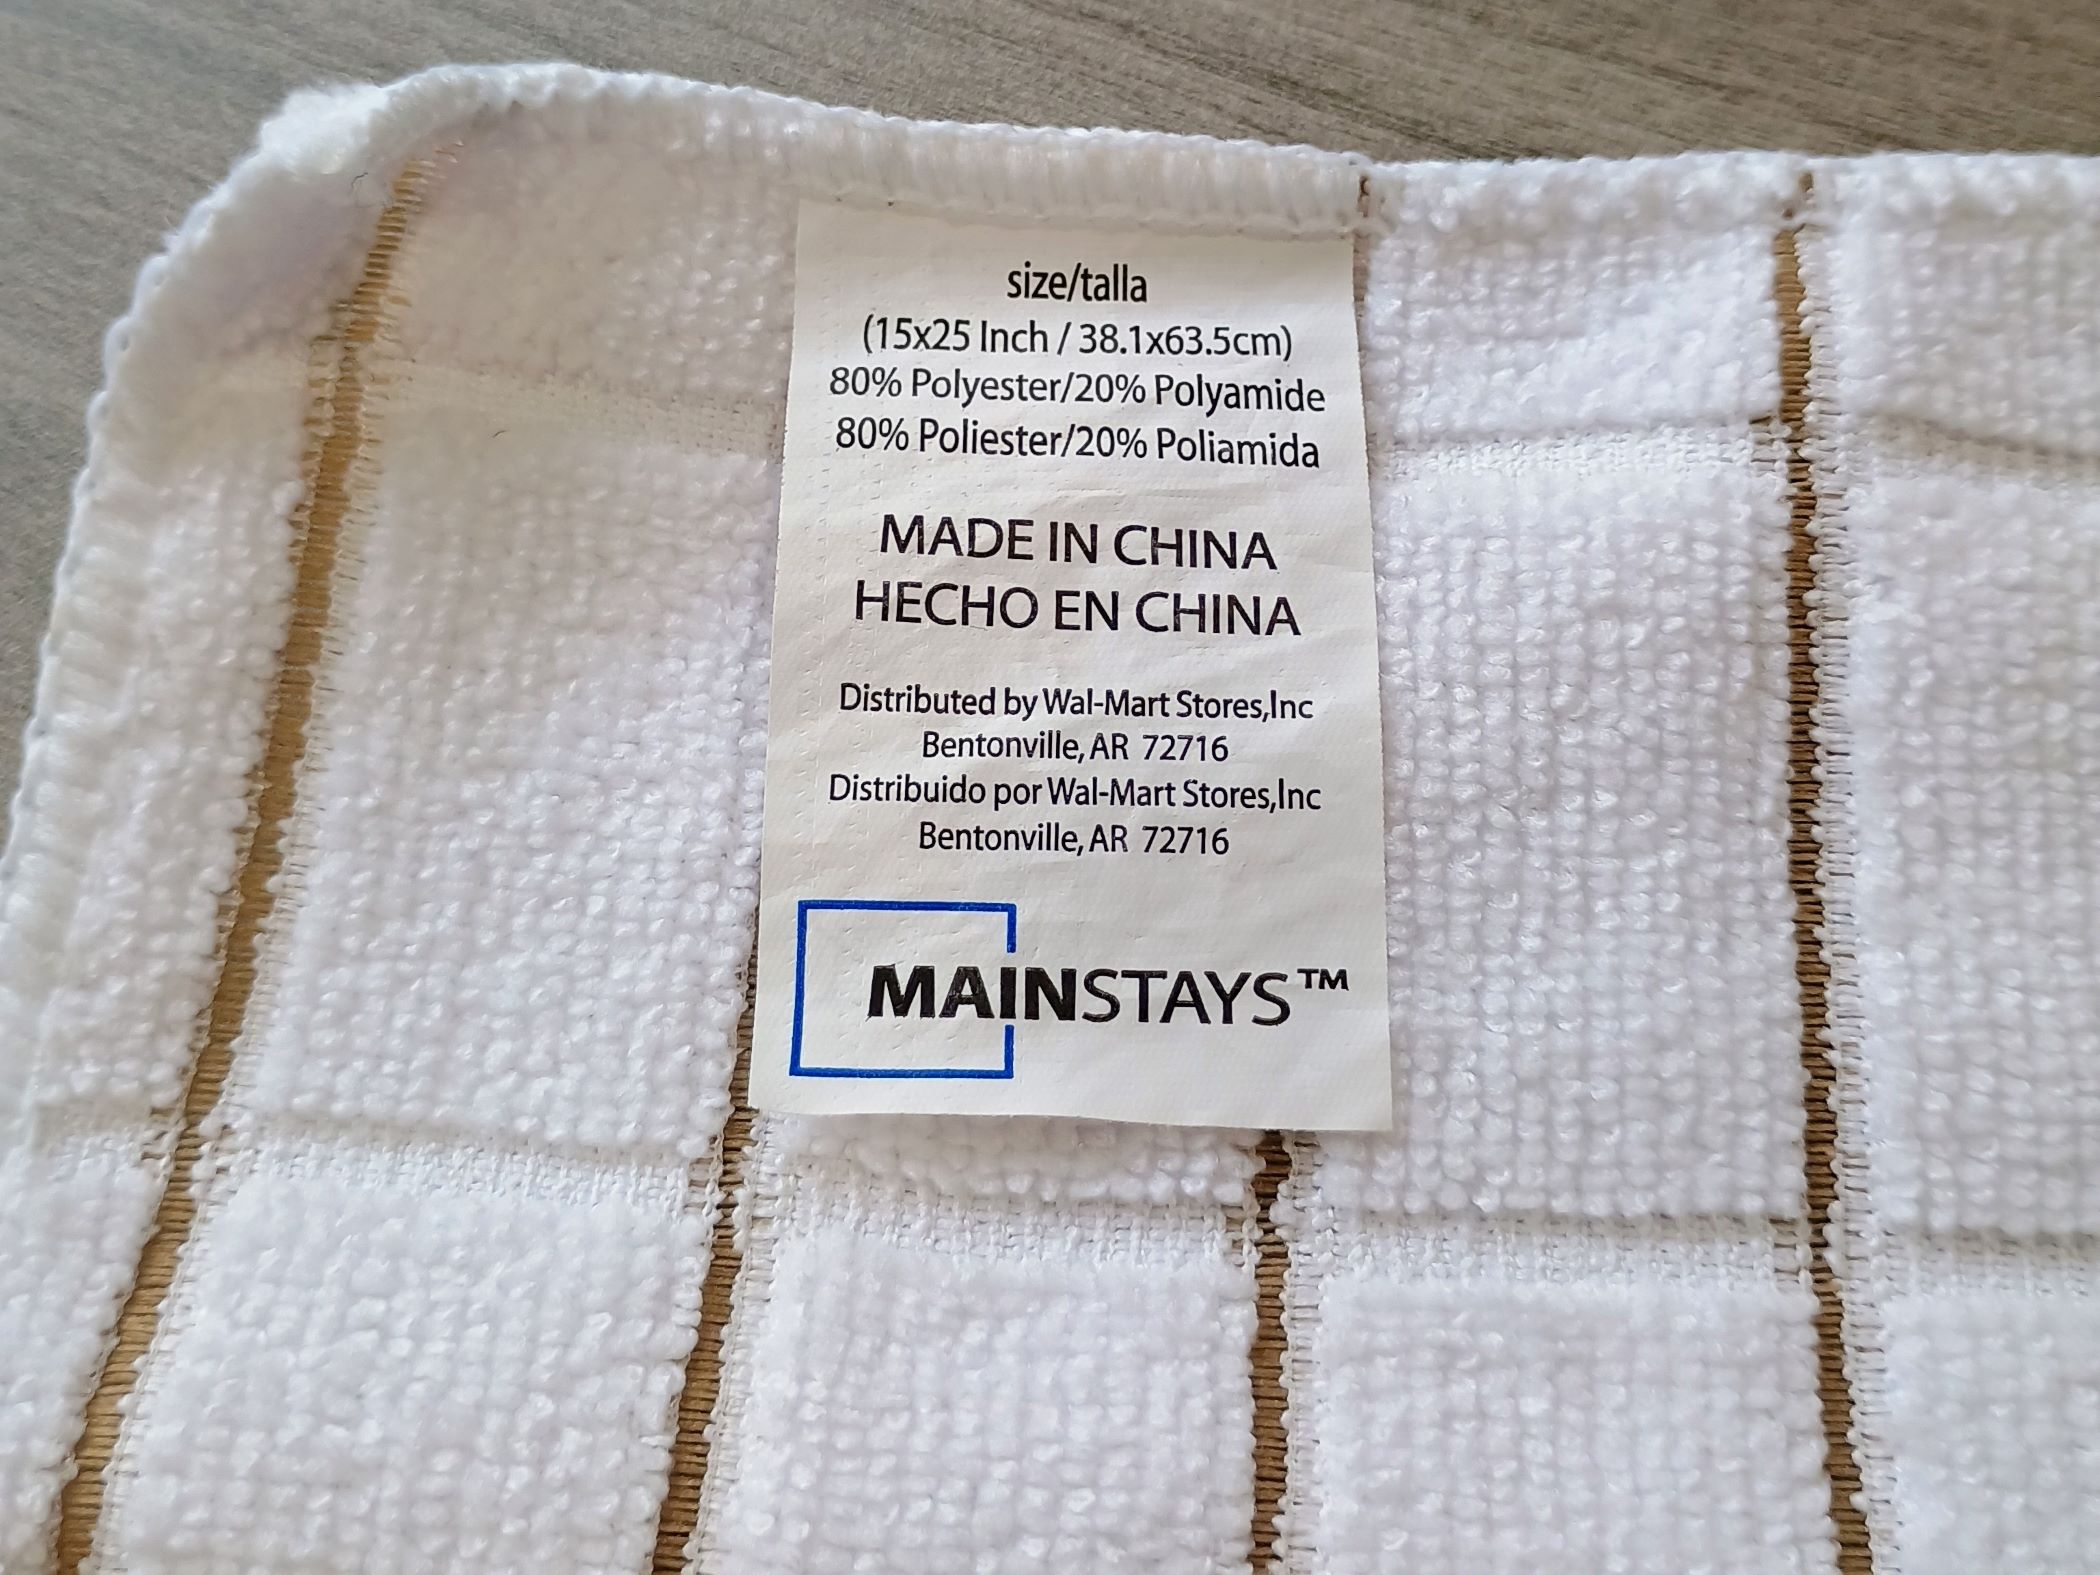 size/talla
(15x25 Inch / 38.1x63.5cm)
80% Polyester/20% Polyamide
80% Poliester/20% Poliamida
MADE IN CHINA
HECHO EN CHINA
Distributed by Wal-Mart Stores,Inc
Bentonville, AR 72716
Distribuido por Wal-Mart Stores,Inc
Bentonville, AR 72716
MAINSTAYS™